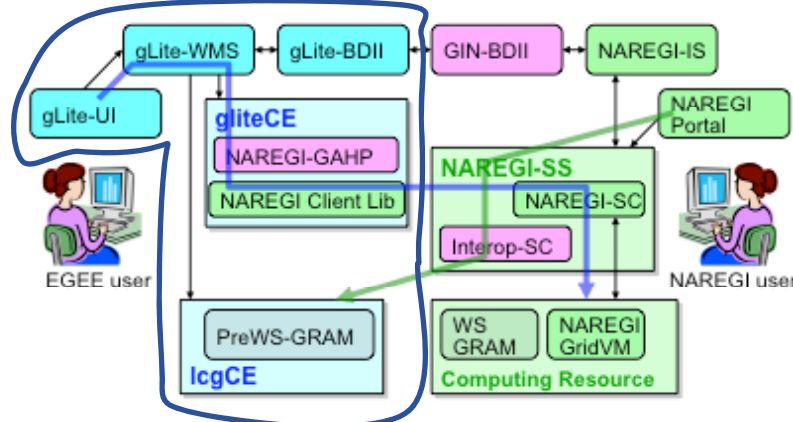 gLite-WMS
gLite-BDII
GIN-BDII
NAREGI-IS
gLite-UI
NAREGI
Portal
gliteCE
NAREGI-GAHP
NAREGI Client Lib
NAREGI-SS
NAREGI-SC
Interop-SC
EGEE user
NAREGI user
PreWS-GRAM
lcgCE
WS
GRAM
NAREGI
GridVM
Computing Resource